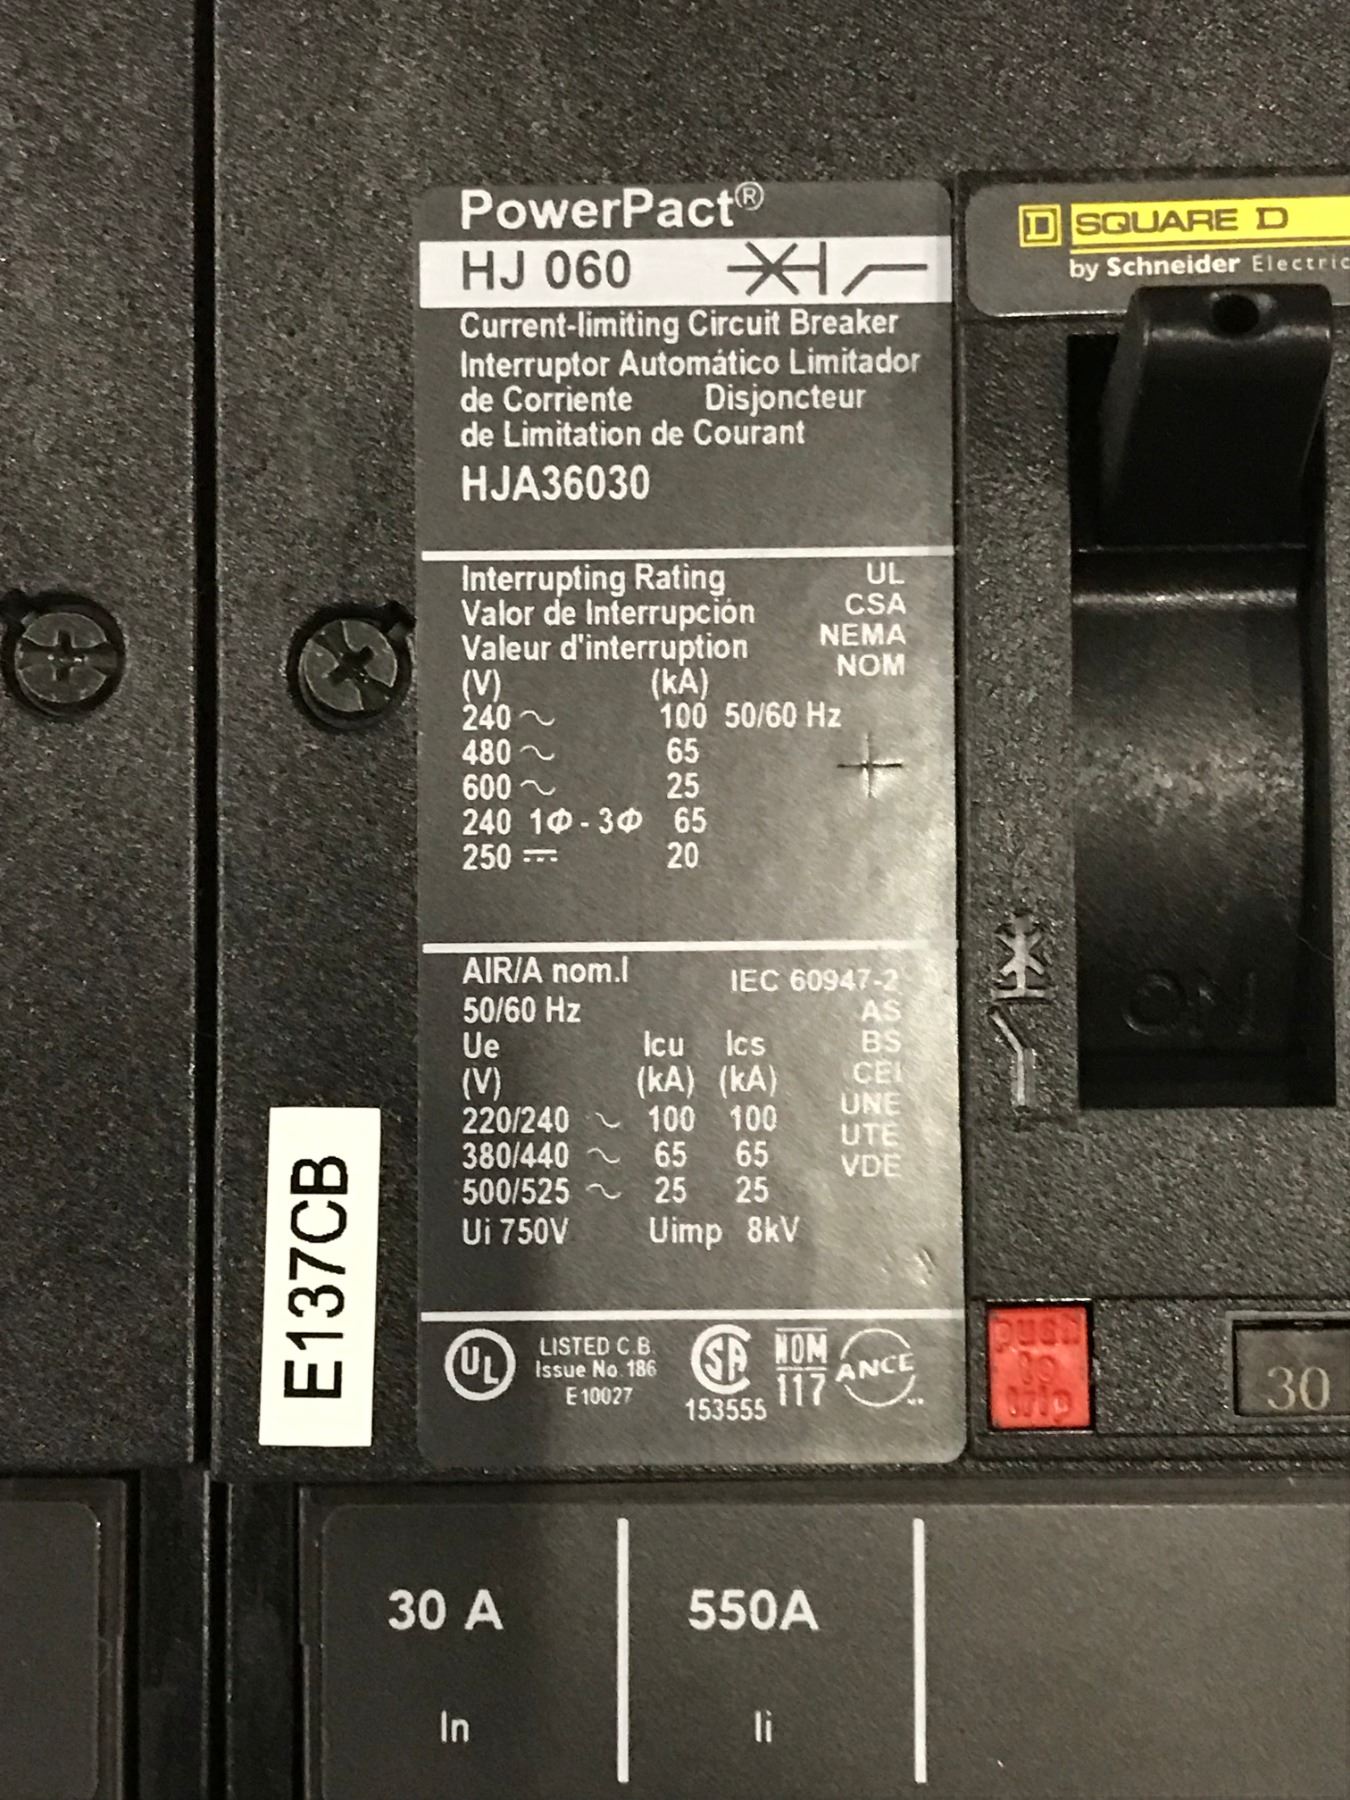 PowerPact®
HJ 060
Current-limiting Circuit Breaker
Interruptor Automático Limitador
de Corriente Disjoncteur
de Limitation de Courant
HJA36030
Interrupting Rating UL
Valor de Interrupción CSA
Valeur d'interruption NEMA
NOM
(V) (kA)
240 ~ 100 50/60 Hz
480 ~ 65
600 ~ 25
240 1Φ - 3Φ 65
250 ⎓ 20
AIR/A nom.I IEC 60947-2
50/60 Hz AS
Ue Icu Ics BS
(V) (kA) (kA) CEI
220/240 ~ 100 100 UNE
380/440 ~ 65 65 UTE
500/525 ~ 25 25 VDE
Ui 750V Uimp 8kV
UL
LISTED C.B.
Issue No. 186
E10027
SA
153555
NOM
117
ANCE
E137CB
D SQUARE D
by Schneider Electric
ON
push
to
trip
30
30 A 550A
In Ii